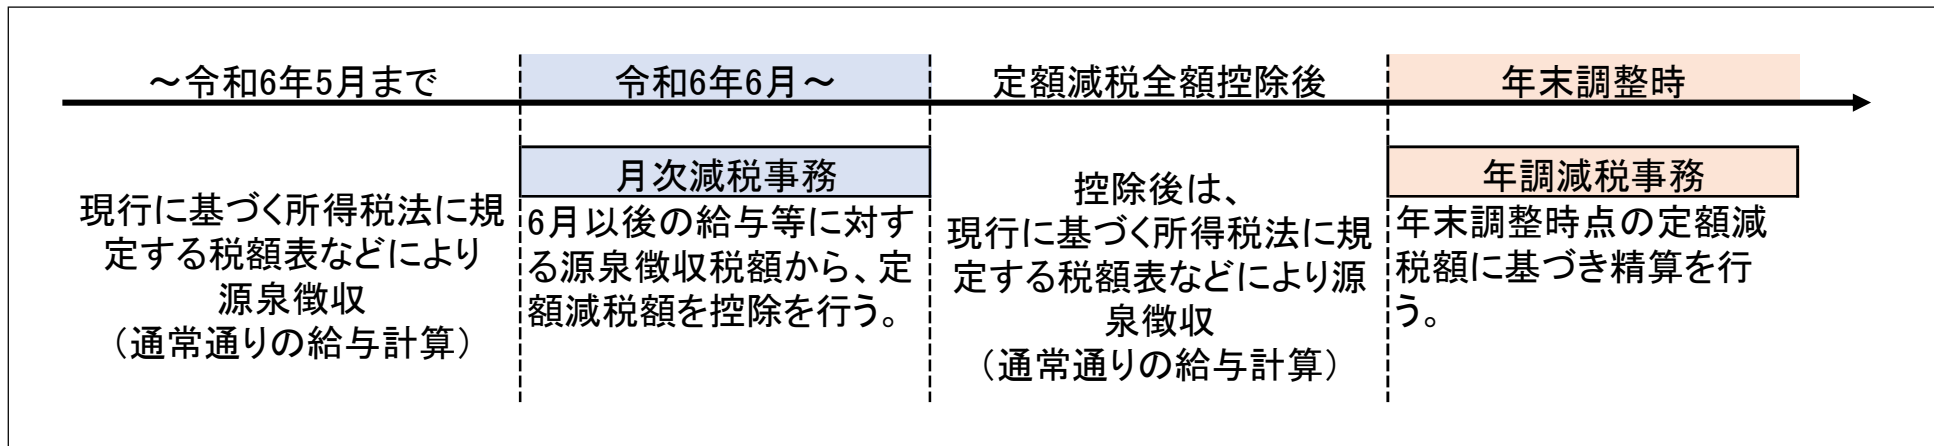 ～令和6年5月まで
令和6年6月～
定額減税全額控除後
年末調整時
現行に基づく所得税法に規
定する税額表などにより
源泉徴収
（通常通りの給与計算）
月次減税事務
6月以後の給与等に対す
る源泉徴収税額から、定
額減税額を控除を行う。
控除後は、
現行に基づく所得税法に規
定する税額表などにより源
泉徴収
（通常通りの給与計算）
年調減税事務
年末調整時点の定額減
税額に基づき精算を行
う。